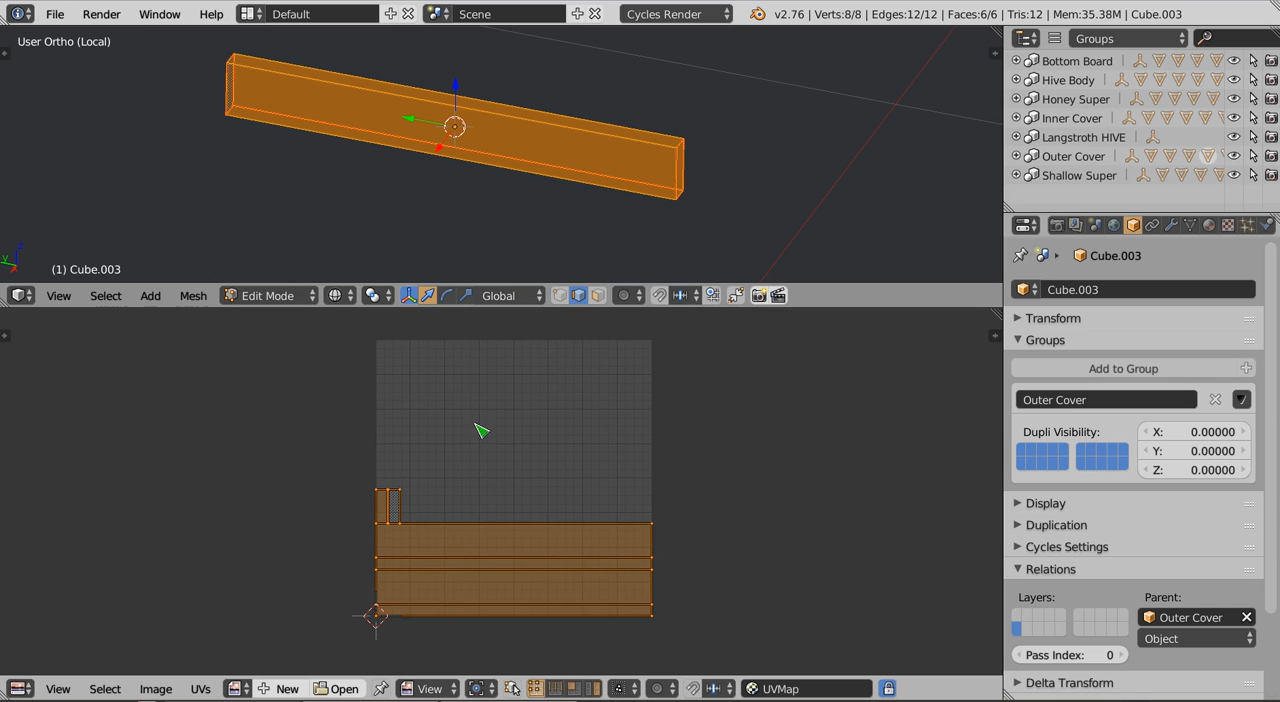 File Render Window Help Default Scene Cycles Render v2.76 | Verts:8/8 | Edges:12/12 | Faces:6/6 | Tris:12 | Mem:35.38M | Cube.003
User Ortho (Local)
(1) Cube.003
z
y
View Select Add Mesh Edit Mode Global
View Select Image UVs New Open View UVMap
Groups
Bottom Board
Hive Body
Honey Super
Inner Cover
Langstroth HIVE
Outer Cover
Shallow Super
Cube.003
Cube.003
Transform
Groups
Add to Group
Outer Cover
Dupli Visibility:
X: 0.00000
Y: 0.00000
Z: 0.00000
Display
Duplication
Cycles Settings
Relations
Layers: Parent:
Outer Cover
Object
Pass Index: 0
Delta Transform